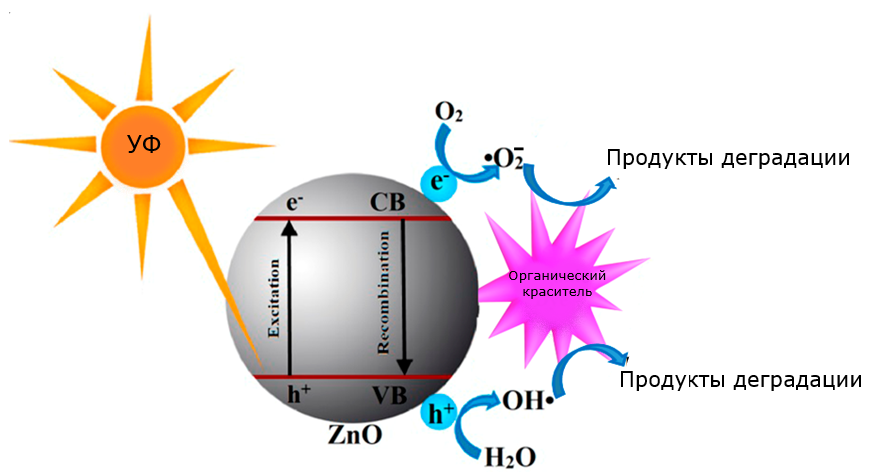 УФ
O₂
•O₂⁻
Продукты деградации
e⁻
e⁻ CB
Excitation
Recombination
Органический
краситель
h⁺ VB
h⁺
OH•
Продукты деградации
ZnO
H₂O